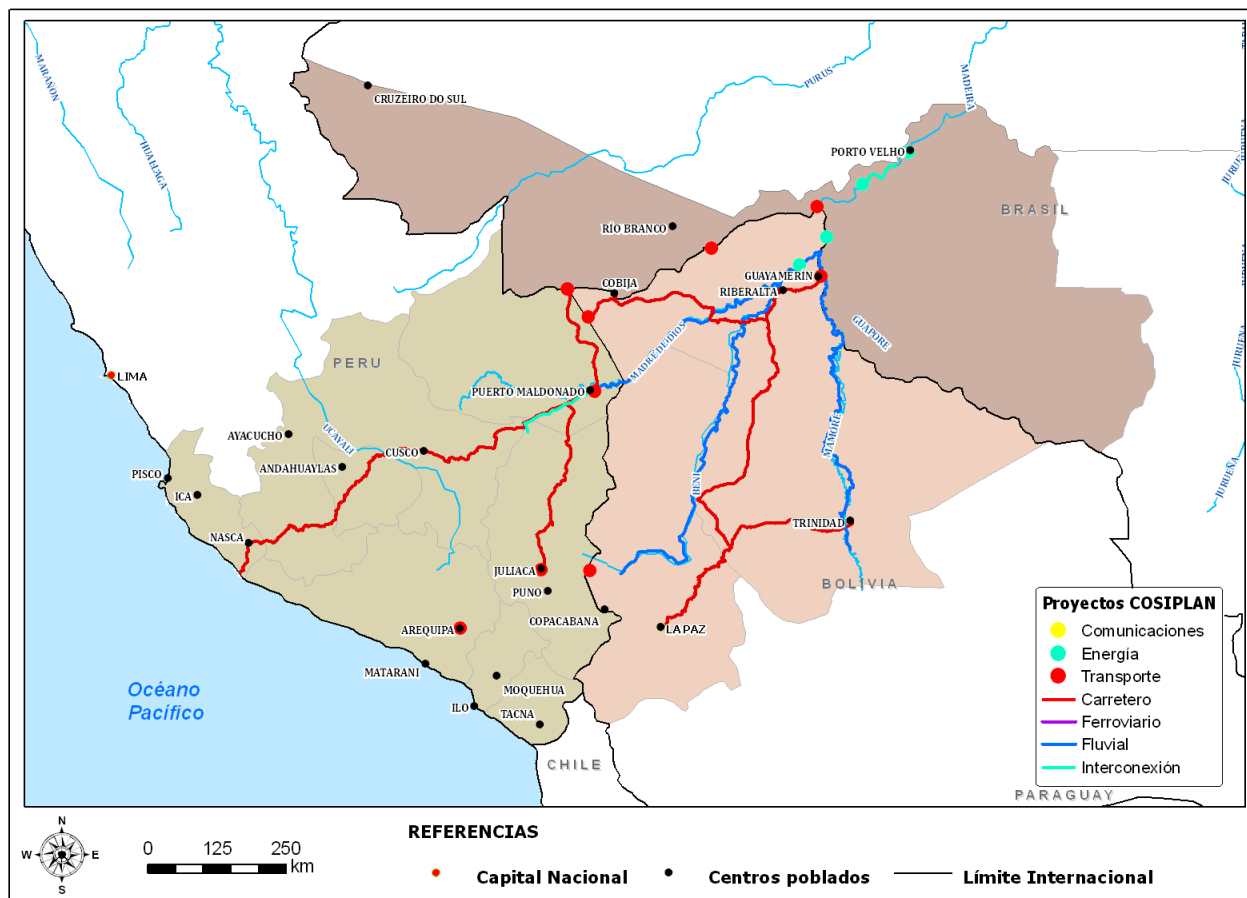 MARAÑON
HUALLAGA
PURUS
MADEIRA
CRUZEIRO DO SUL
PORTO VELHO
BRASIL
RÍO BRANCO
COBIJA
GUAYAMERIN
RIBERALTA
GUAPORE
JURUENA
PERU
MADRE DE DIOS
LIMA
PUERTO MALDONADO
AYACUCHO
UCAYALI
CUSCO
ANDAHUAYLAS
PISCO
ICA
MAMORE
BENI
JURUENA
NASCA
TRINIDAD
JULIACA
PUNO
BOLIVIA
COPACABANA
AREQUIPA
LA PAZ
MATARANI
MOQUEHUA
ILO
TACNA
Océano
Pacífico
CHILE
PARAGUAY
Proyectos COSIPLAN
Comunicaciones
Energía
Transporte
Carretero
Ferroviario
Fluvial
Interconexión
N
W
E
S
0 125 250
km
REFERENCIAS
Capital Nacional
Centros poblados
Límite Internacional